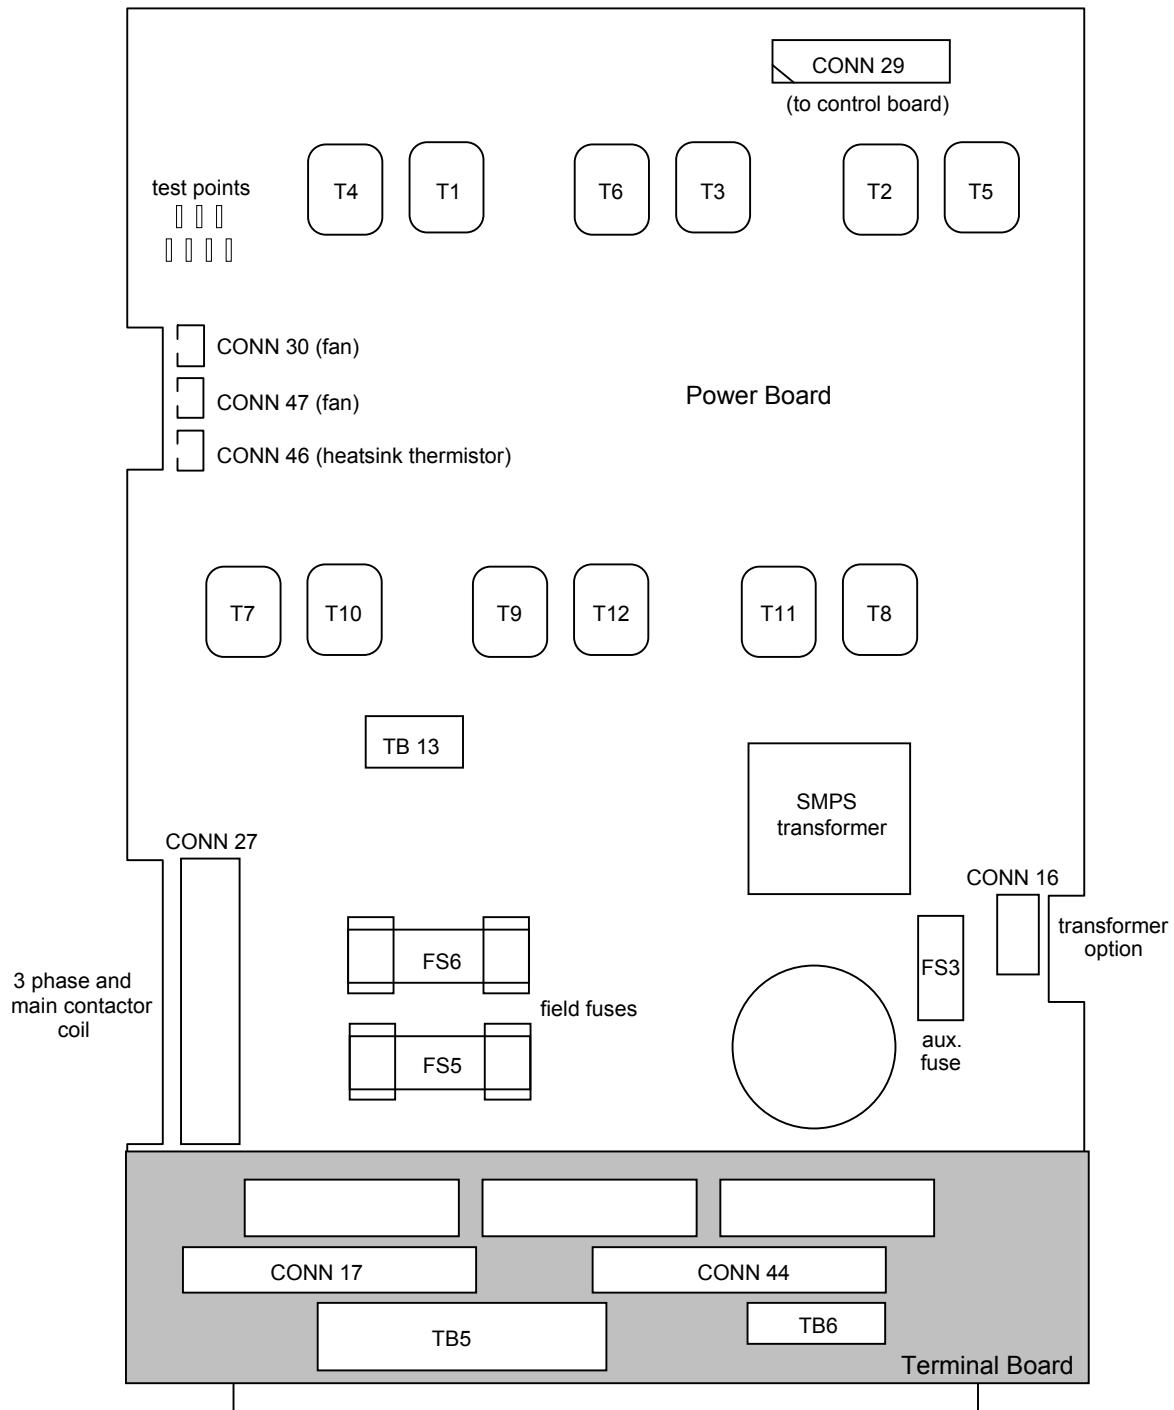 CONN 29
(to control board)
test points
T4
T1
T6
T3
T2
T5
CONN 30 (fan)
CONN 47 (fan)
CONN 46 (heatsink thermistor)
Power Board
T7
T10
T9
T12
T11
T8
TB 13
SMPS
transformer
CONN 27
CONN 16
transformer
option
3 phase and
main contactor
coil
FS6
field fuses
FS5
FS3
aux.
fuse
CONN 17
CONN 44
TB5
TB6
Terminal Board